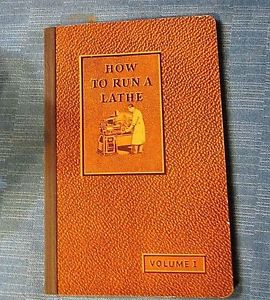 HOW
TO RUN A
LATHE
VOLUME I